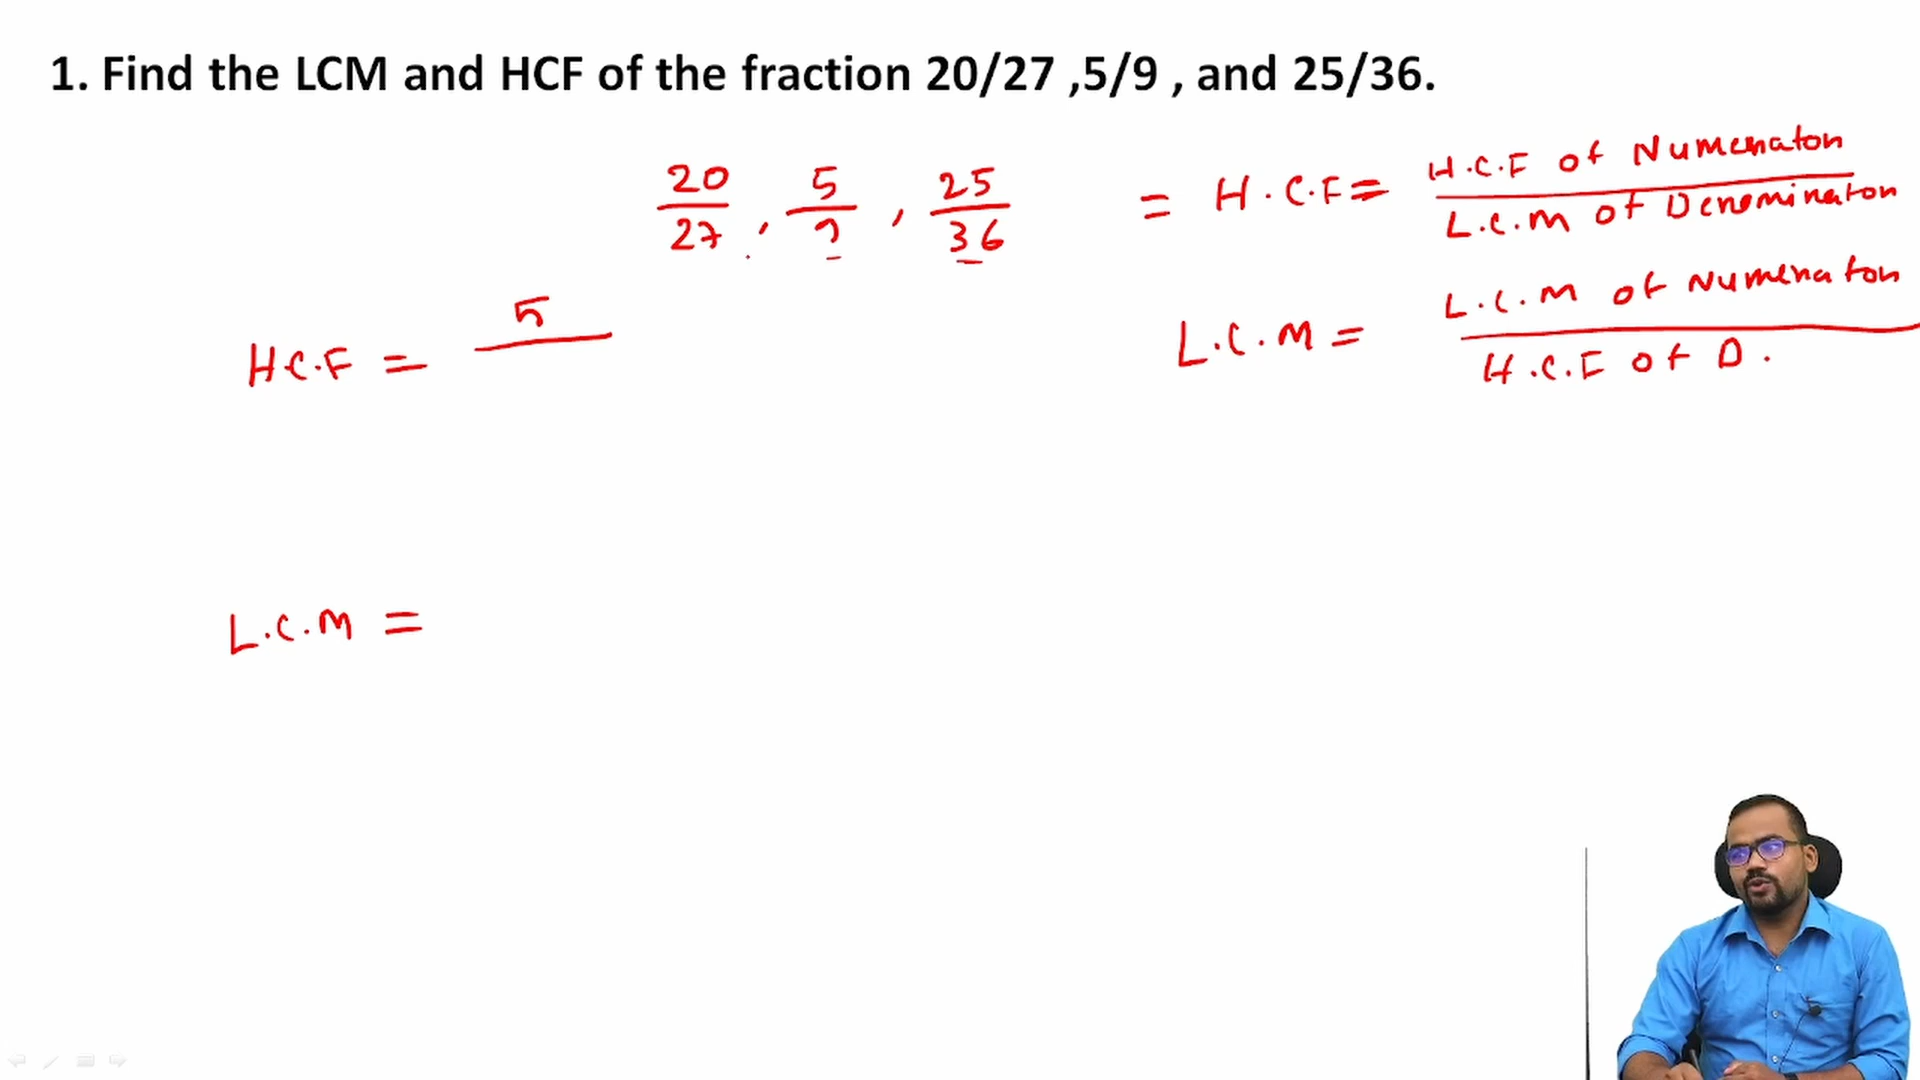 1. Find the LCM and HCF of the fraction 20/27 ,5/9 , and 25/36.
20/27 , 5/9 , 25/36 = H.C.F = H.C.F of Numerator / L.C.M of Denominator
L.C.M = L.C.M of Numerator / H.C.F of D.
H.C.F = 5
L.C.M =